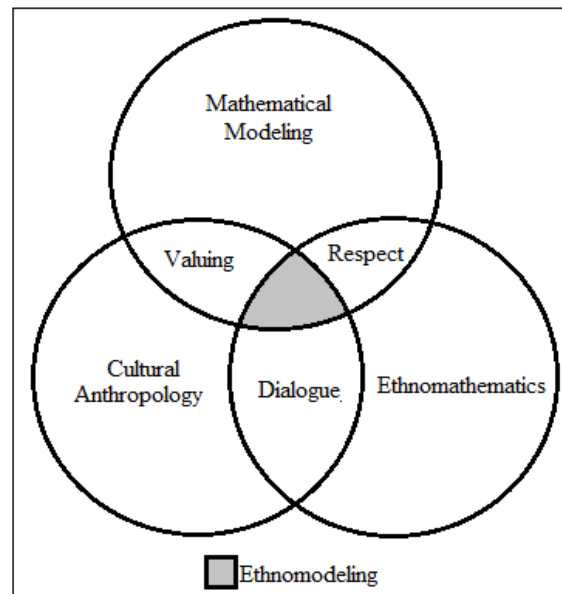 Mathematical
Modeling
Valuing
Respect
Cultural
Anthropology
Dialogue.
Ethnomathematics
Ethnomodeling